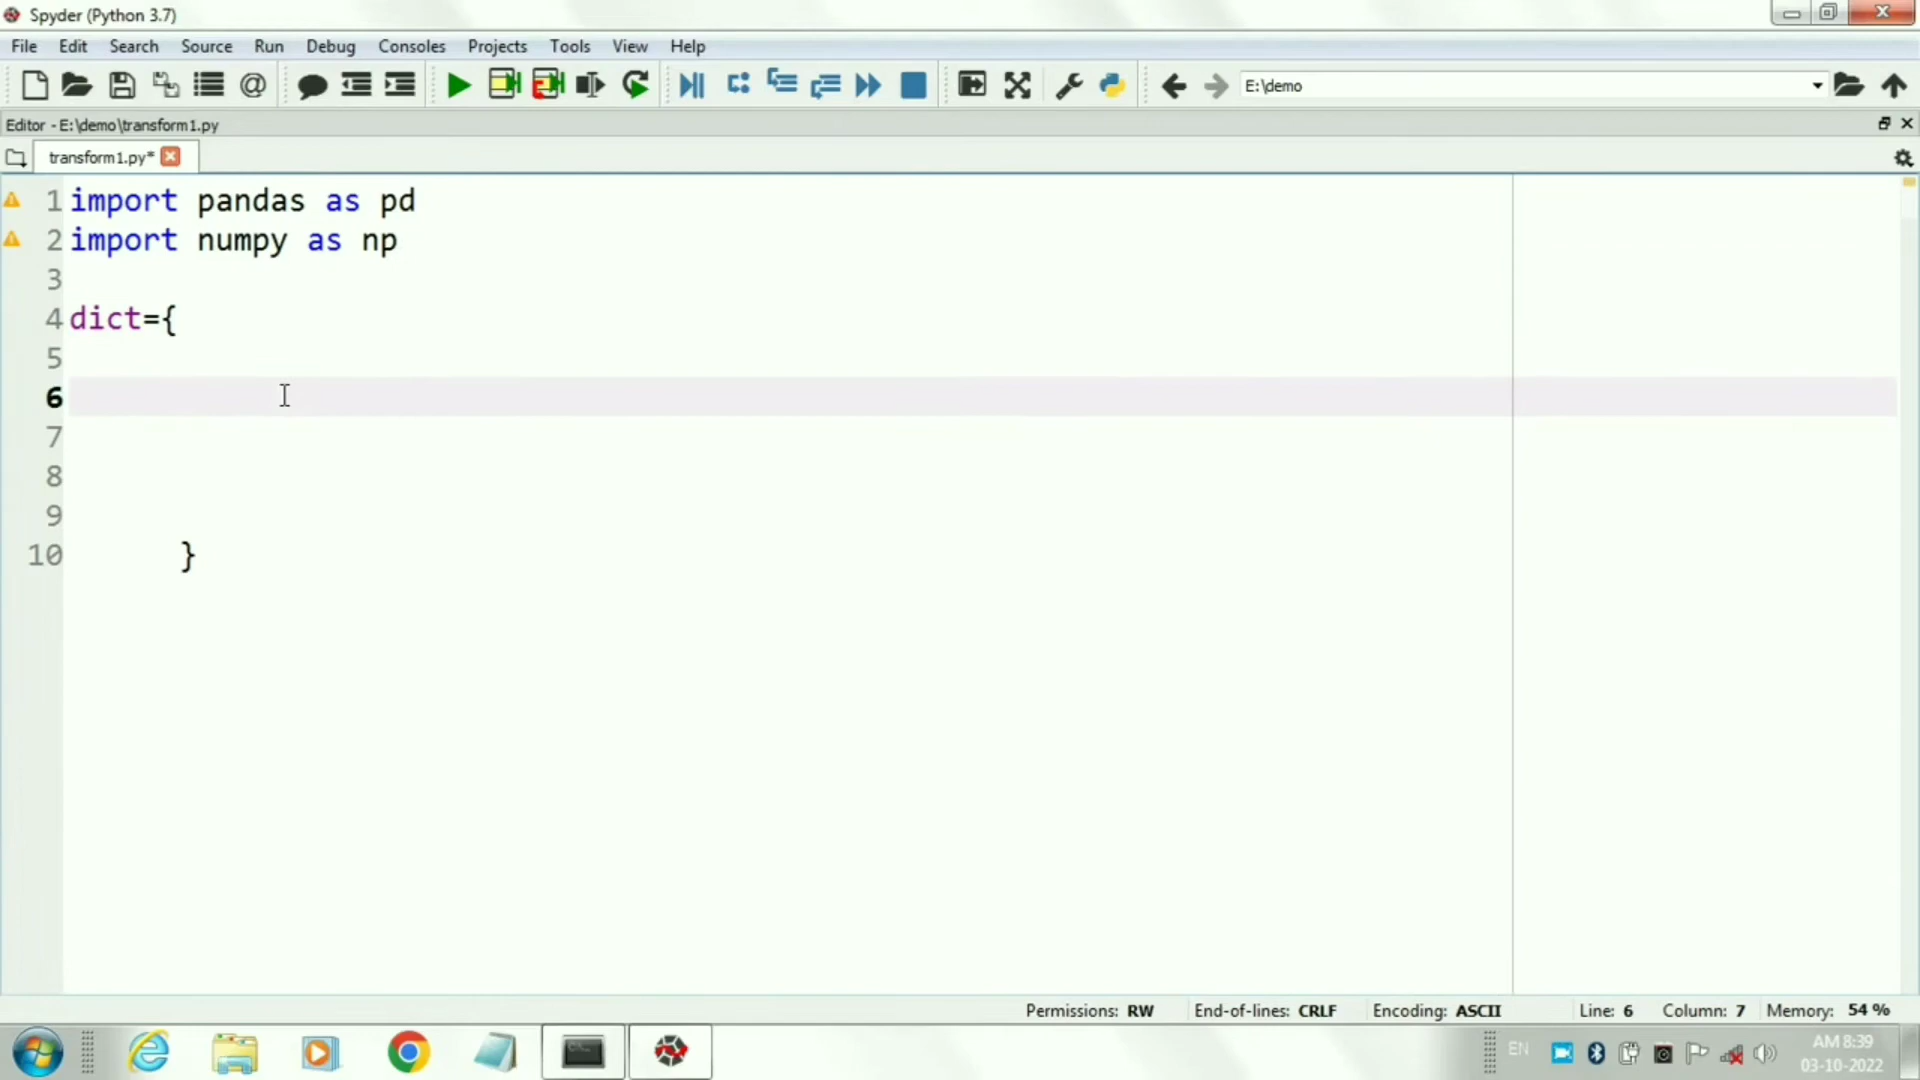 Spyder (Python 3.7)
File Edit Search Source Run Debug Consoles Projects Tools View Help
E:\demo
Editor - E:\demo\transform1.py
transform1.py*
1 import pandas as pd
2 import numpy as np
3
4 dict={
5
6
7
8
9
10 }
Permissions: RW End-of-lines: CRLF Encoding: ASCII Line: 6 Column: 7 Memory: 54 %
EN
AM 8:39
03-10-2022